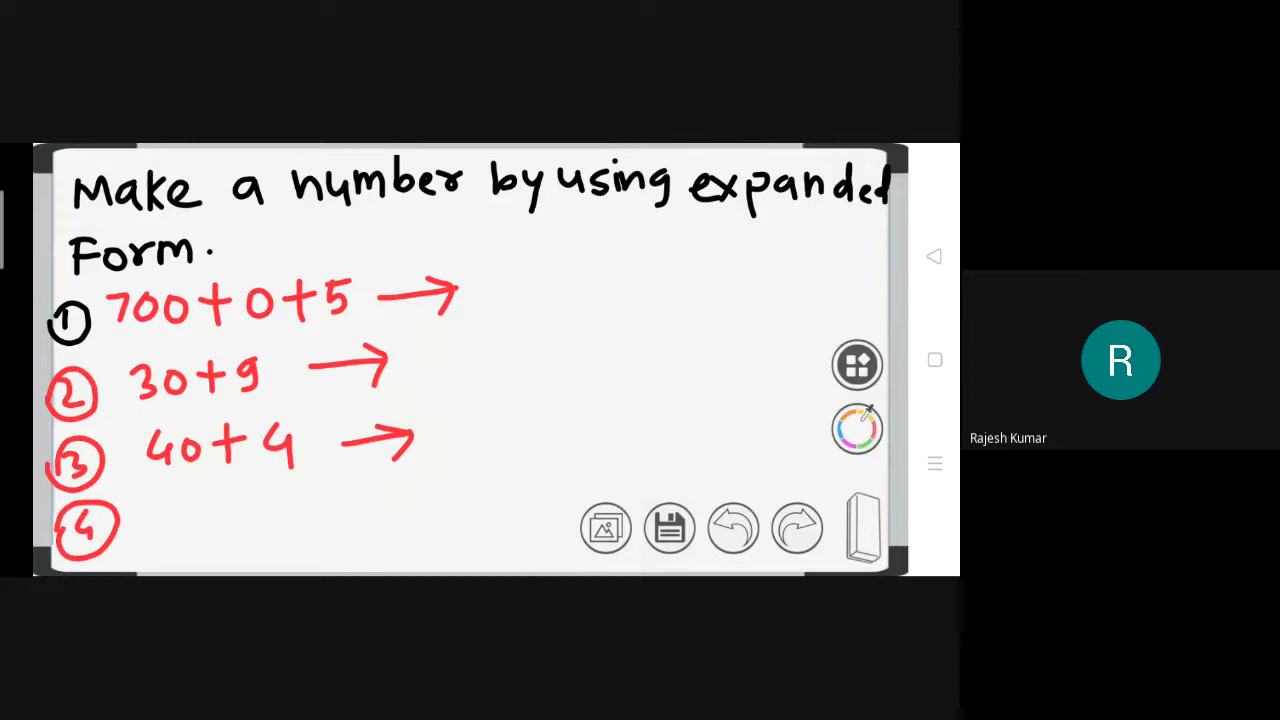 Make a number by using expanded
Form.
① 700+0+5 →
② 30+9 →
③ 40+4 →
④
R
Rajesh Kumar